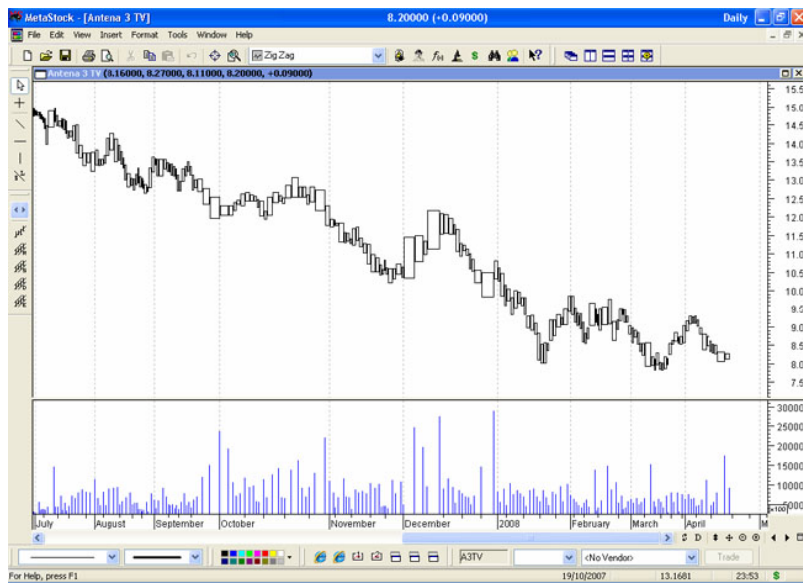 MetaStock - [Antena 3 TV]
8.20000 (+0.09000)
Daily
File Edit View Insert Format Tools Window Help
Zig Zag
Antena 3 TV (8.16000, 8.27000, 8.11000, 8.20000, +0.09000)
15.5
15.0
14.5
14.0
13.5
13.0
12.5
12.0
11.5
11.0
10.5
10.0
9.5
9.0
8.5
8.0
7.5
30000
25000
20000
15000
10000
5000
x100
July August September October November December 2008 February March April M
A3TV <No Vendor> Trade
For Help, press F1
19/10/2007 13.1681 23:53